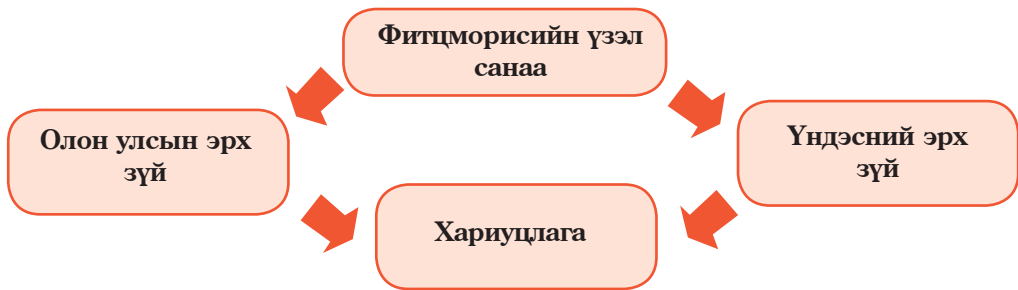 Фитцморисийн үзэл
санаа
Олон улсын эрх
зүй
Үндэсний эрх
зүй
Хариуцлага